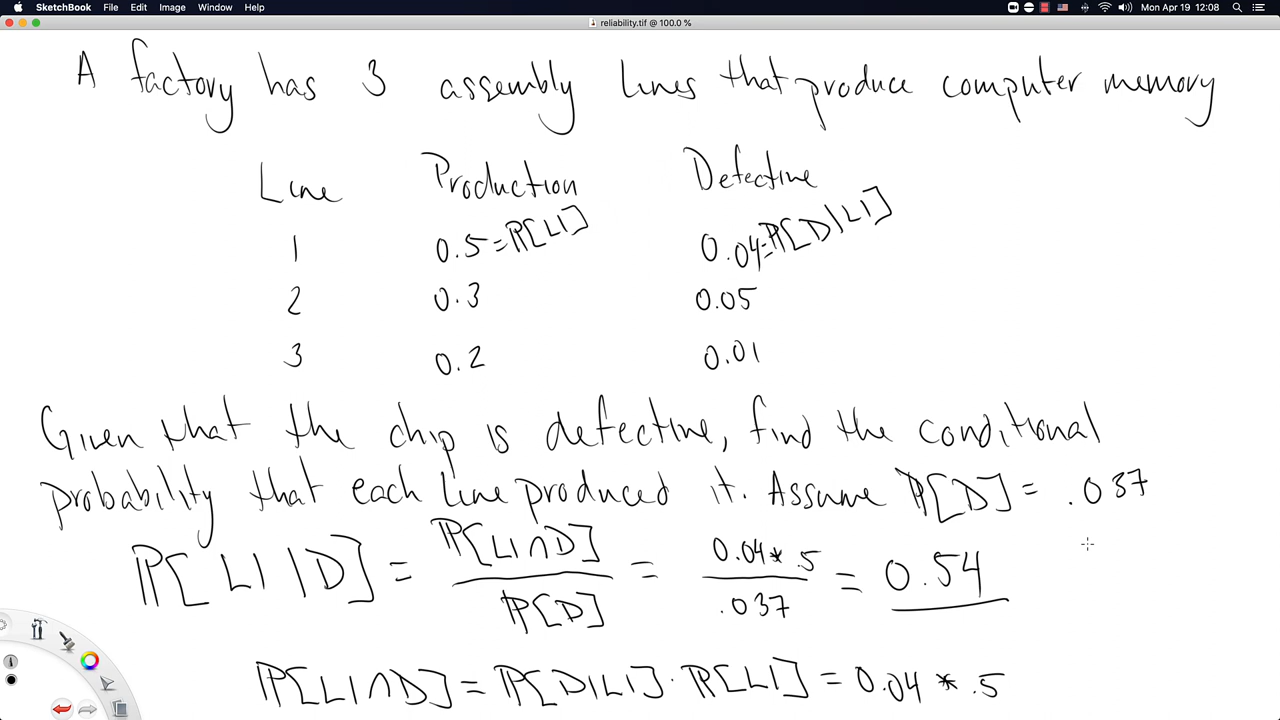 SketchBook File Edit Image Window Help Mon Apr 19 12:08
reliability.tif @ 100.0 %
A factory has 3 assembly lines that produce computer memory
Line Production Defective
1 0.5=P[L1] 0.04=P[D|L1]
2 0.3 0.05
3 0.2 0.01
Given that the chip is defective, find the conditional
probability that each line produced it. Assume P[D] = .037
P[L1|D] = P[L1∩D] / P[D] = 0.04*.5 / .037 = 0.54
P[L1∩D] = P[D|L1] · P[L1] = 0.04 * .5